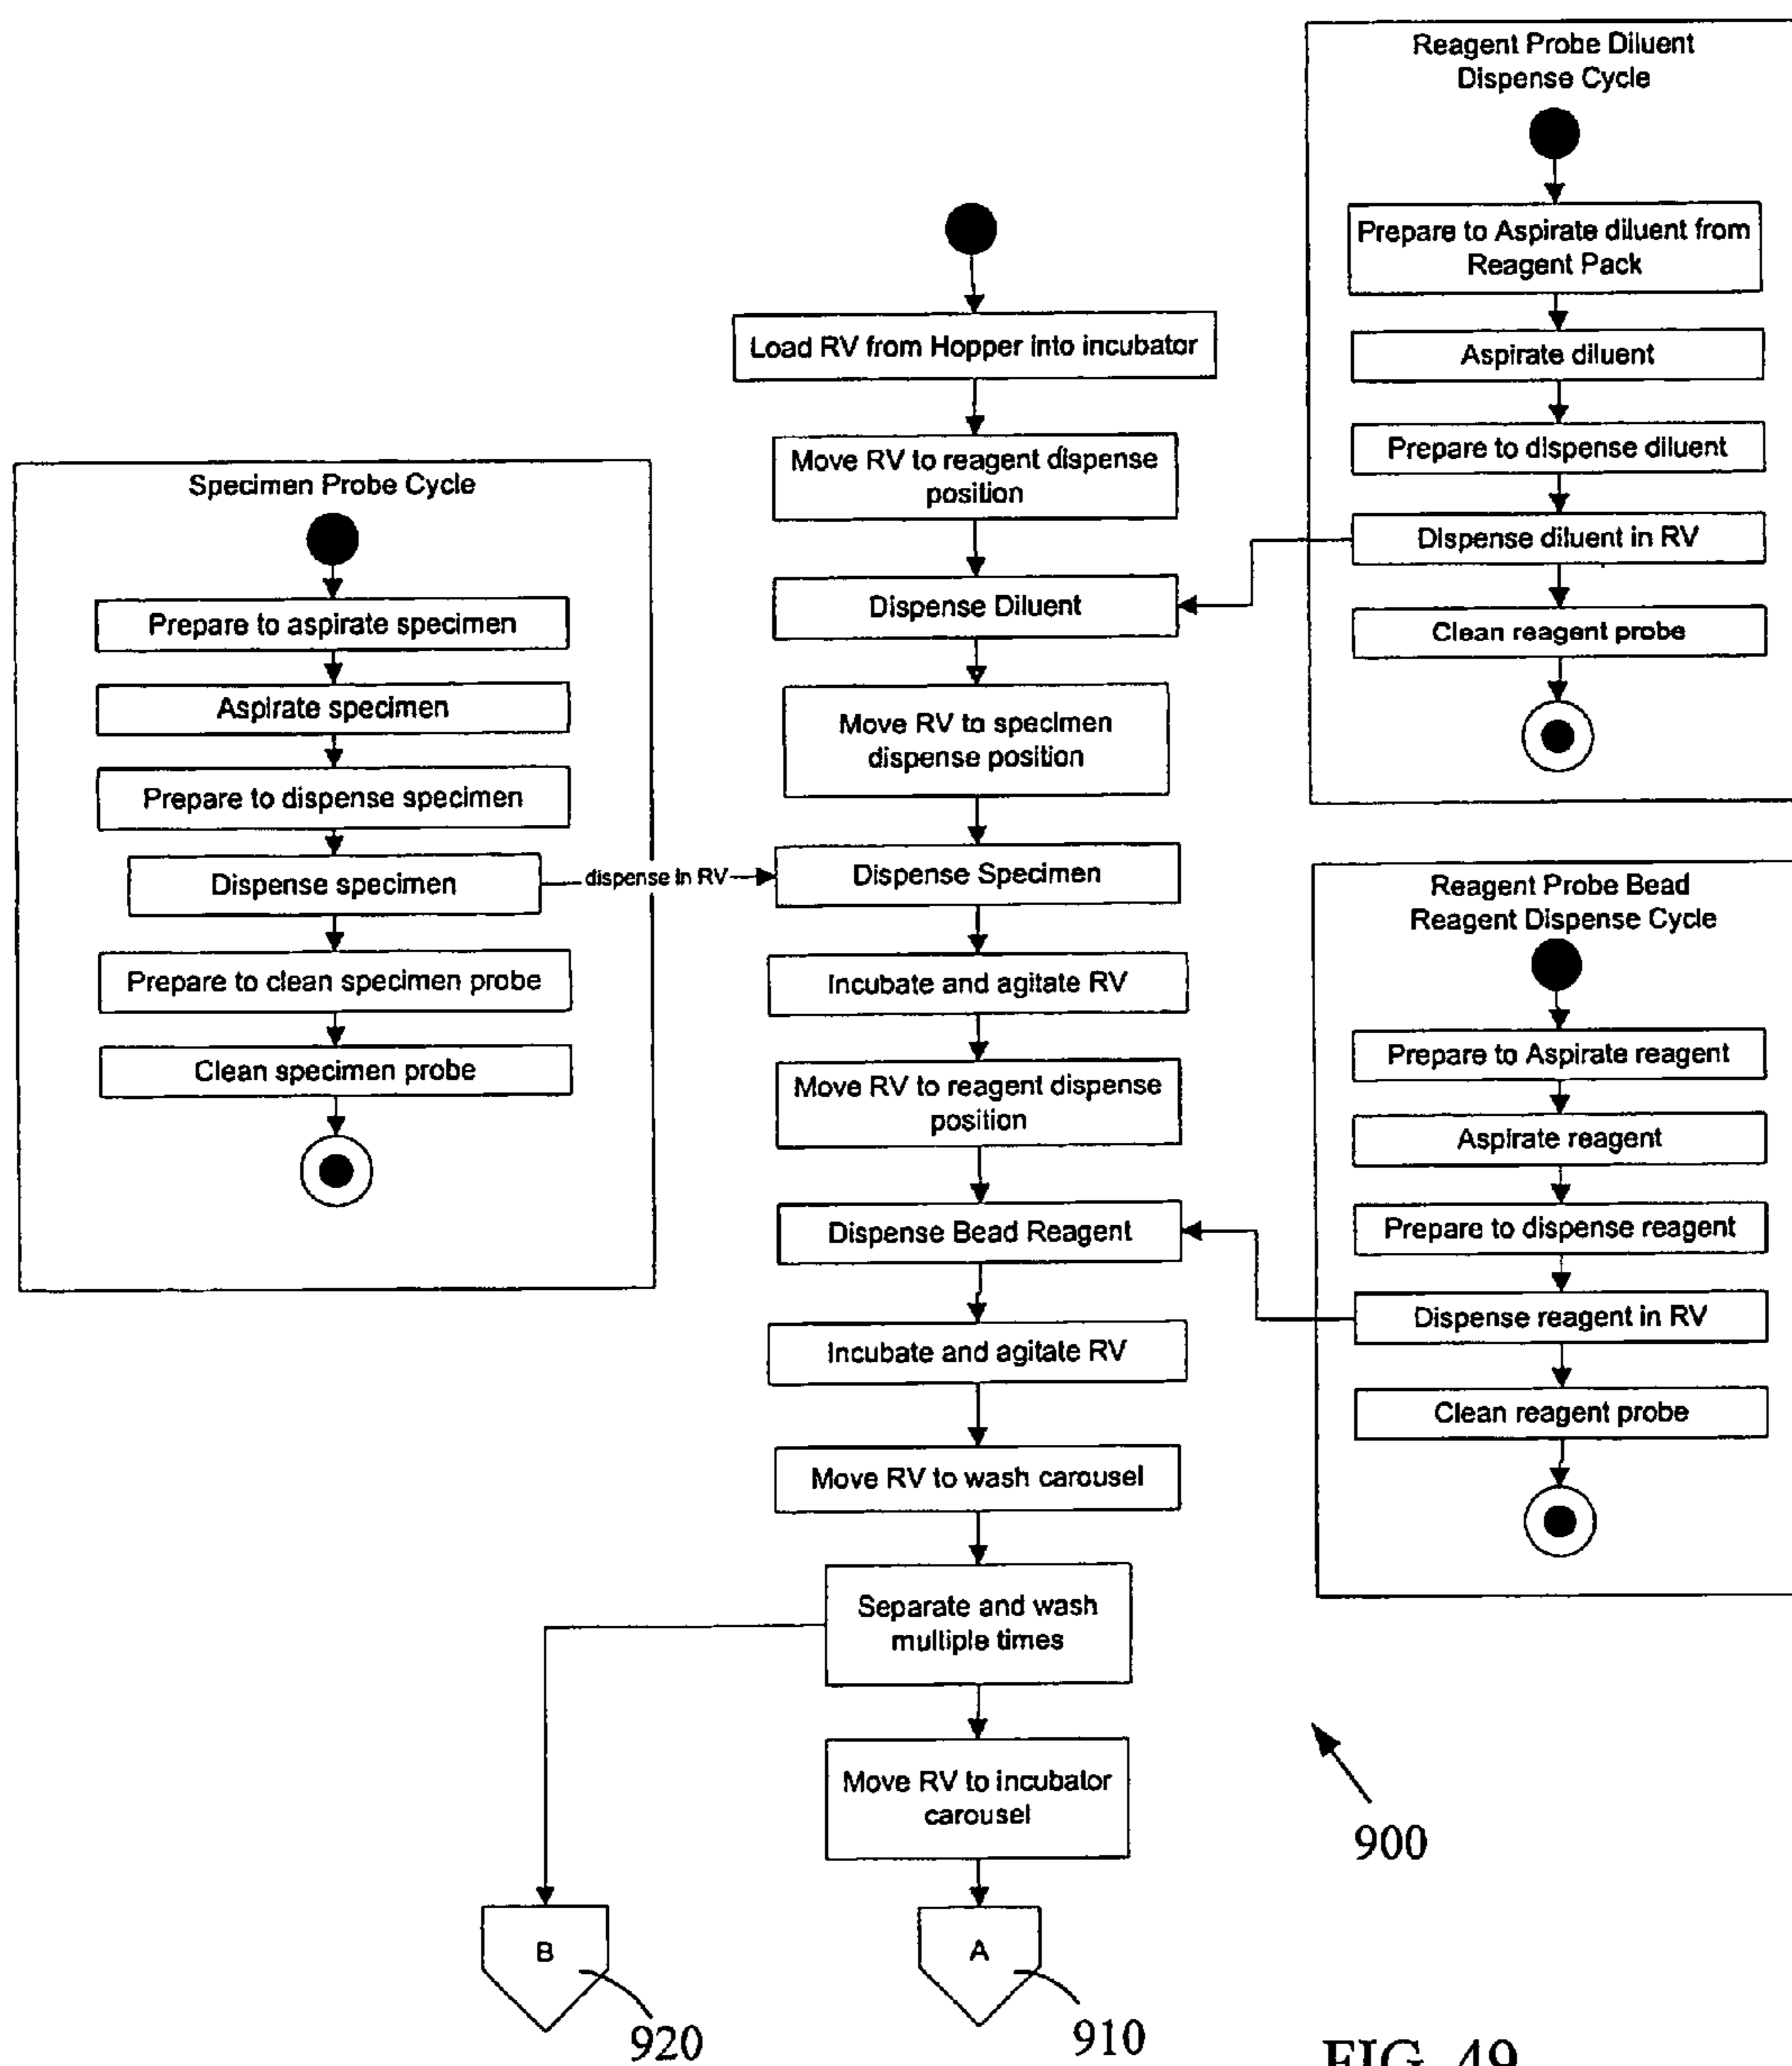 Reagent Probe Diluent
Dispense Cycle
Prepare to Aspirate diluent from
Reagent Pack
Aspirate diluent
Prepare to dispense diluent
Dispense diluent in RV
Clean reagent probe
Load RV from Hopper into incubator
Move RV to reagent dispense
position
Dispense Diluent
Move RV to specimen
dispense position
Dispense Specimen
Incubate and agitate RV
Move RV to reagent dispense
position
Dispense Bead Reagent
Incubate and agitate RV
Move RV to wash carousel
Separate and wash
multiple times
Move RV to incubator
carousel
Specimen Probe Cycle
Prepare to aspirate specimen
Aspirate specimen
Prepare to dispense specimen
Dispense specimen
dispense in RV
Prepare to clean specimen probe
Clean specimen probe
Reagent Probe Bead
Reagent Dispense Cycle
Prepare to Aspirate reagent
Aspirate reagent
Prepare to dispense reagent
Dispense reagent in RV
Clean reagent probe
900
B
A
920
910
FIG. 49